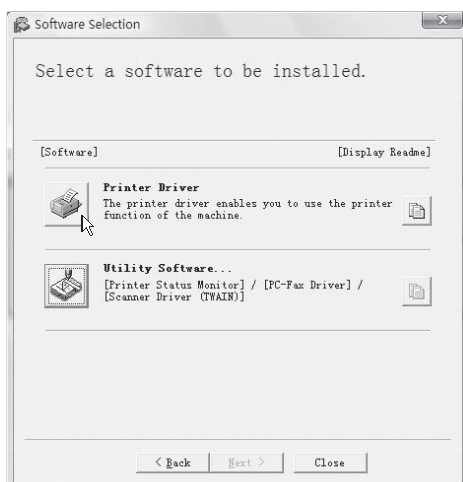 Software Selection
X
Select a software to be installed.
[Software] [Display Readme]
Printer Driver
The printer driver enables you to use the printer
function of the machine.
Utility Software...
[Printer Status Monitor] / [PC-Fax Driver] /
[Scanner Driver (TWAIN)]
< Back Next > Close